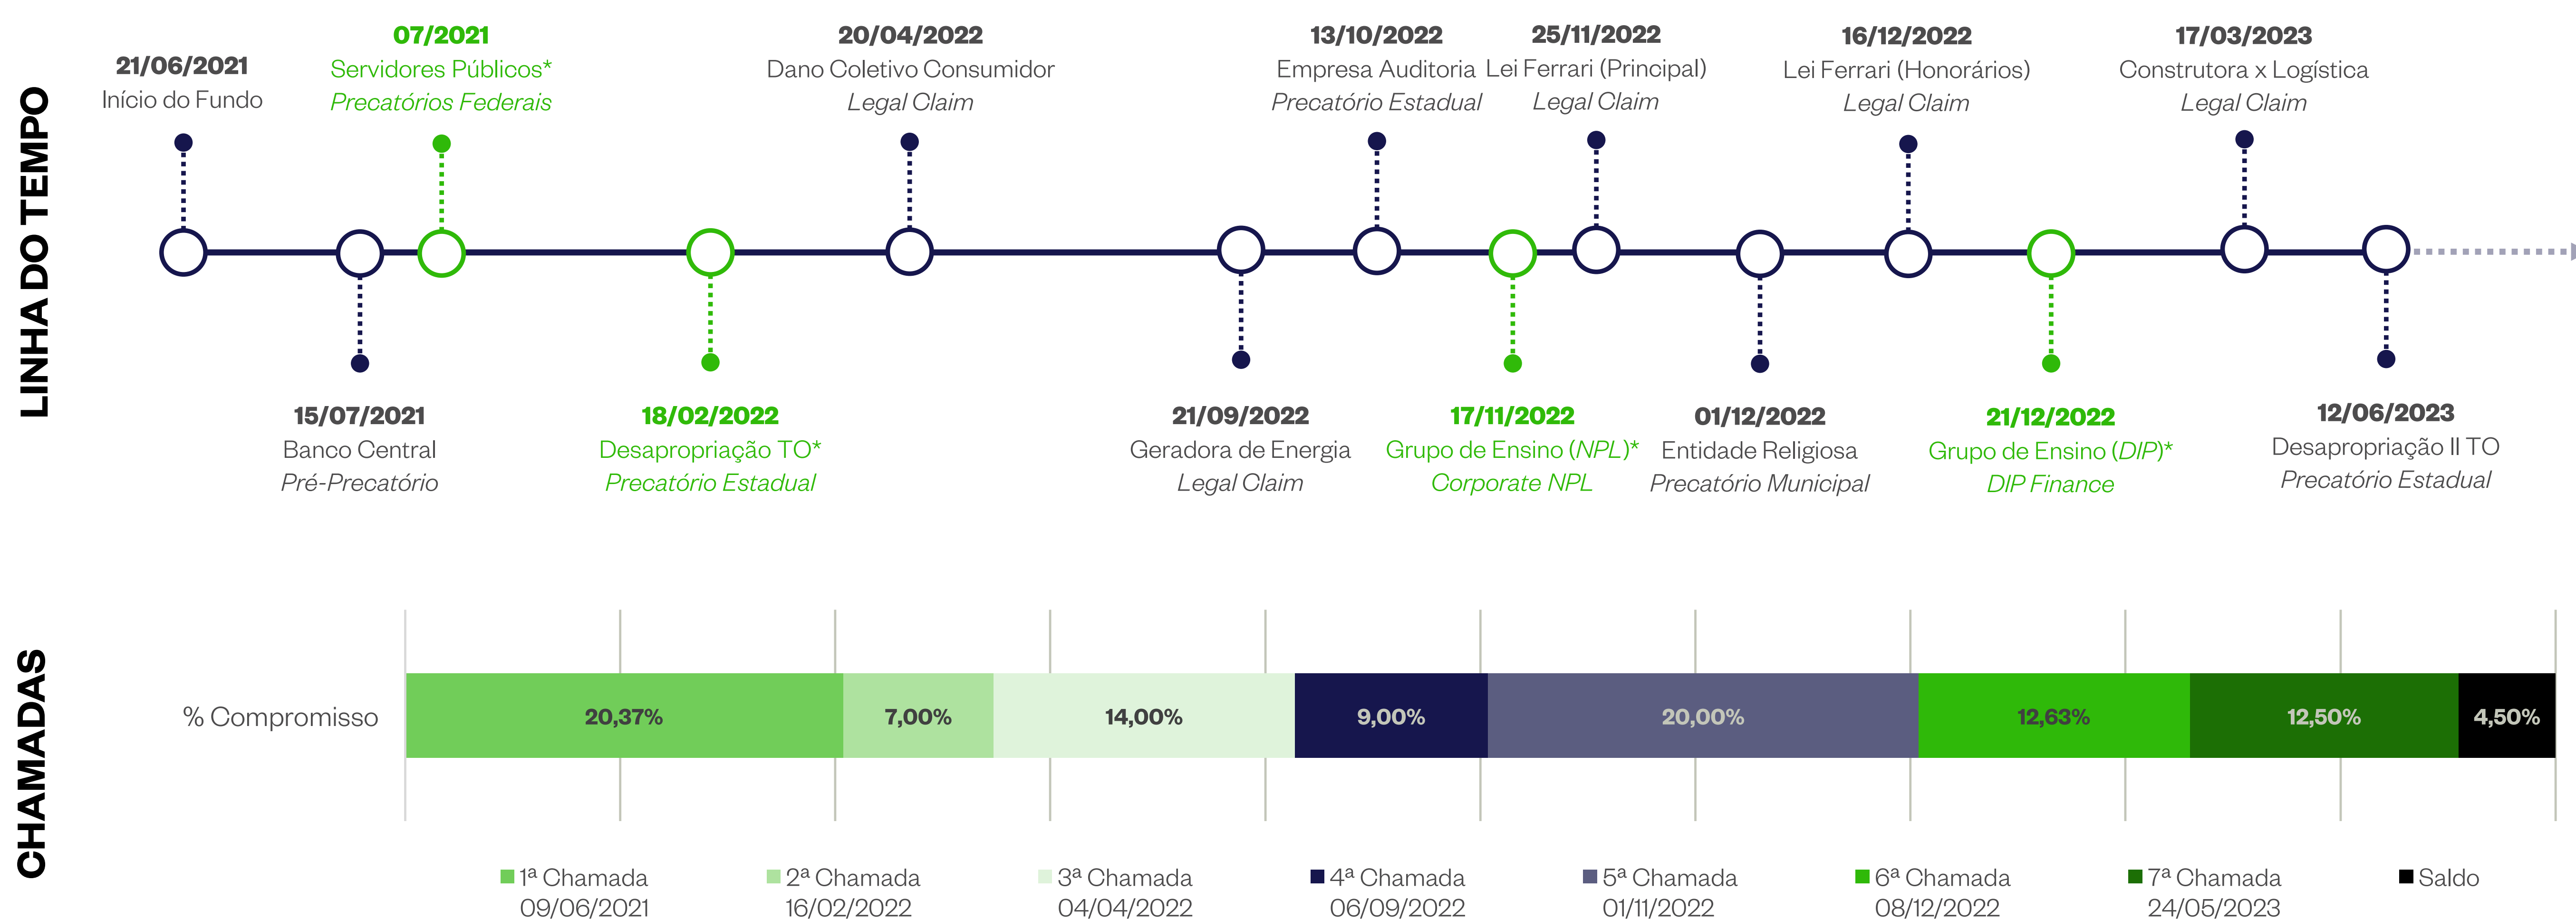 LINHA DO TEMPO
21/06/2021
Início do Fundo
07/2021
Servidores Públicos*
Precatórios Federais
20/04/2022
Dano Coletivo Consumidor
Legal Claim
13/10/2022
Empresa Auditoria
Precatório Estadual
25/11/2022
Lei Ferrari (Principal)
Legal Claim
16/12/2022
Lei Ferrari (Honorários)
Legal Claim
17/03/2023
Construtora x Logística
Legal Claim
15/07/2021
Banco Central
Pré-Precatório
18/02/2022
Desapropriação TO*
Precatório Estadual
21/09/2022
Geradora de Energia
Legal Claim
17/11/2022
Grupo de Ensino (NPL)*
Corporate NPL
01/12/2022
Entidade Religiosa
Precatório Municipal
21/12/2022
Grupo de Ensino (DIP)*
DIP Finance
12/06/2023
Desapropriação II TO
Precatório Estadual
CHAMADAS
% Compromisso
20,37%
7,00%
14,00%
9,00%
20,00%
12,63%
12,50%
4,50%
1ª Chamada
09/06/2021
2ª Chamada
16/02/2022
3ª Chamada
04/04/2022
4ª Chamada
06/09/2022
5ª Chamada
01/11/2022
6ª Chamada
08/12/2022
7ª Chamada
24/05/2023
Saldo